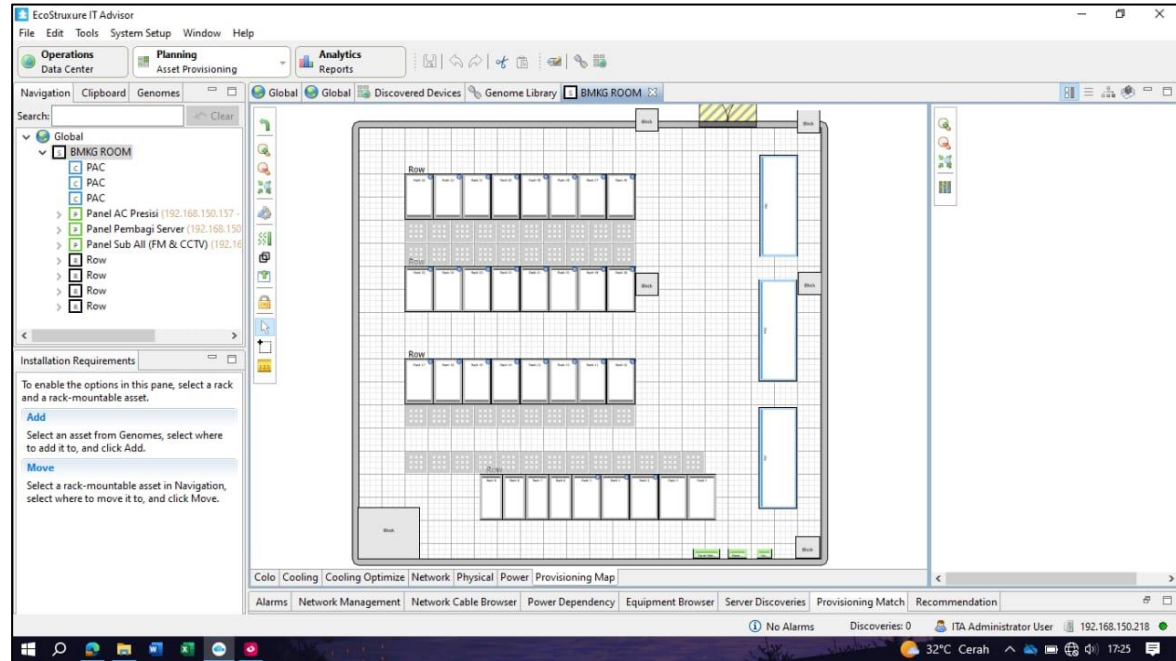 EcoStruxure IT Advisor
File Edit Tools System Setup Window Help
Operations
Data Center
Planning
Asset Provisioning
Analytics
Reports
Navigation Clipboard Genomes
Global Global Discovered Devices Genome Library BMKG ROOM
Search: Clear
Global
BMKG ROOM
PAC
PAC
PAC
Panel AC Presisi (192.168.150.157 -
Panel Pembagi Server (192.168.150
Panel Sub All (FM & CCTV) (192.16
Row
Row
Row
Row
Installation Requirements
To enable the options in this pane, select a rack
and a rack-mountable asset.
Add
Select an asset from Genomes, select where
to add it to, and click Add.
Move
Select a rack-mountable asset in Navigation,
select where to move it to, and click Move.
Block
Block
Row
Row
Block
Block
Row
Row
Block
Block
Colo Cooling Cooling Optimize Network Physical Power Provisioning Map
Alarms Network Management Network Cable Browser Power Dependency Equipment Browser Server Discoveries Provisioning Match Recommendation
No Alarms Discoveries: 0 ITA Administrator User 192.168.150.218
32°C Cerah 17:25